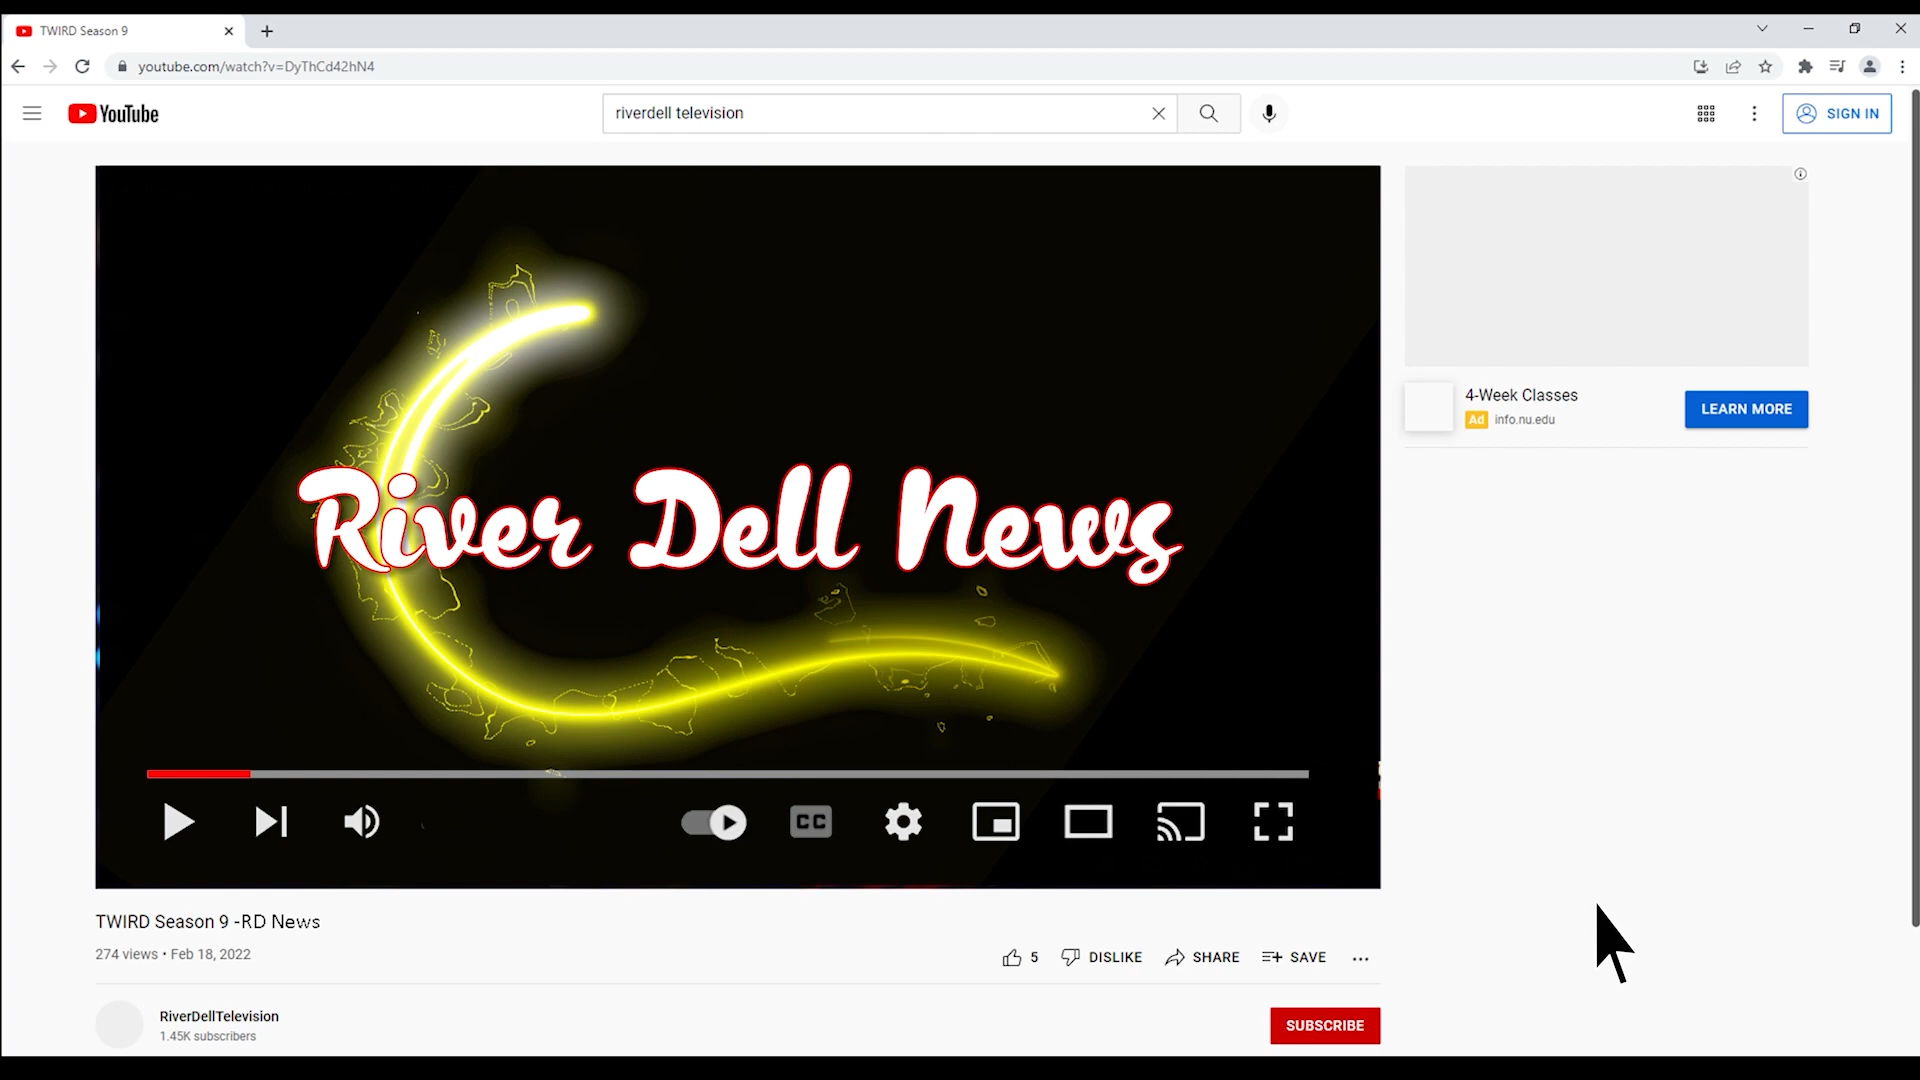 TWIRD Season 9
youtube.com/watch?v=DyThCd42hN4
YouTube
riverdell television
SIGN IN
River Dell News
4-Week Classes
Ad info.nu.edu
LEARN MORE
CC
TWIRD Season 9 -RD News
274 views • Feb 18, 2022
5 DISLIKE SHARE SAVE
RiverDellTelevision
1.45K subscribers
SUBSCRIBE